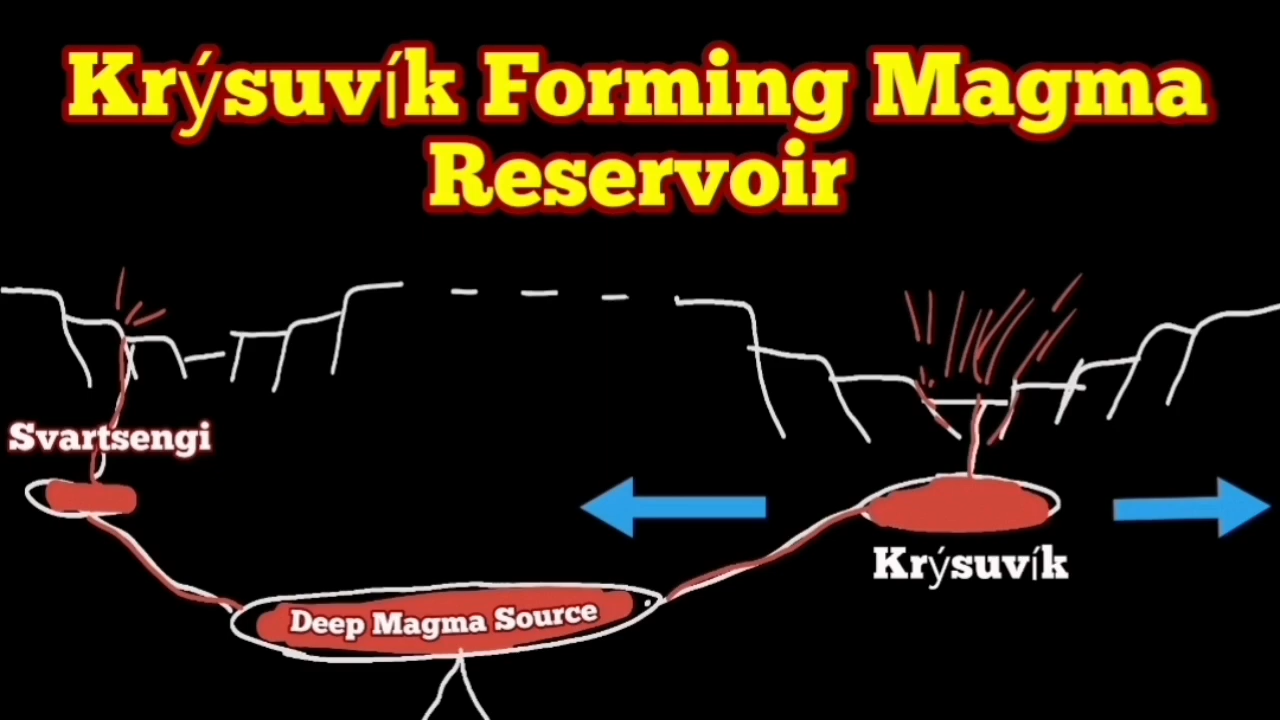 Krýsuvík Forming Magma
Reservoir
Svartsengi
Krýsuvík
Deep Magma Source